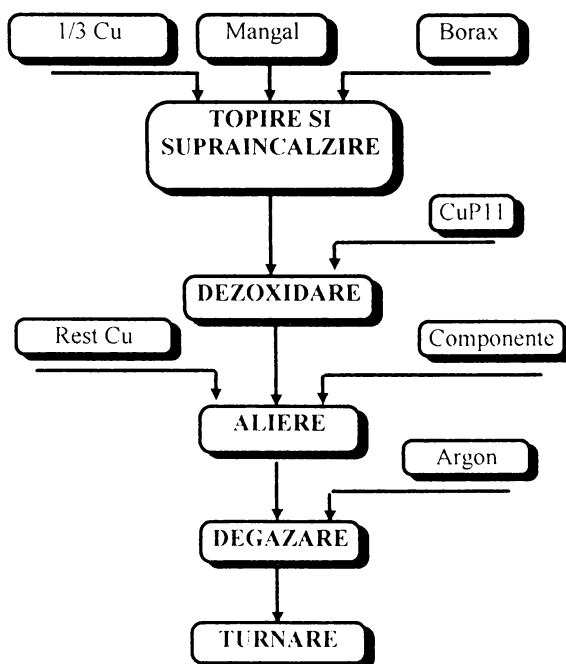 1/3 Cu
Mangal
Borax
TOPIRE SI
SUPRAINCALZIRE
CuP11
DEZOXIDARE
Rest Cu
Componente
ALIERE
Argon
DEGAZARE
TURNARE